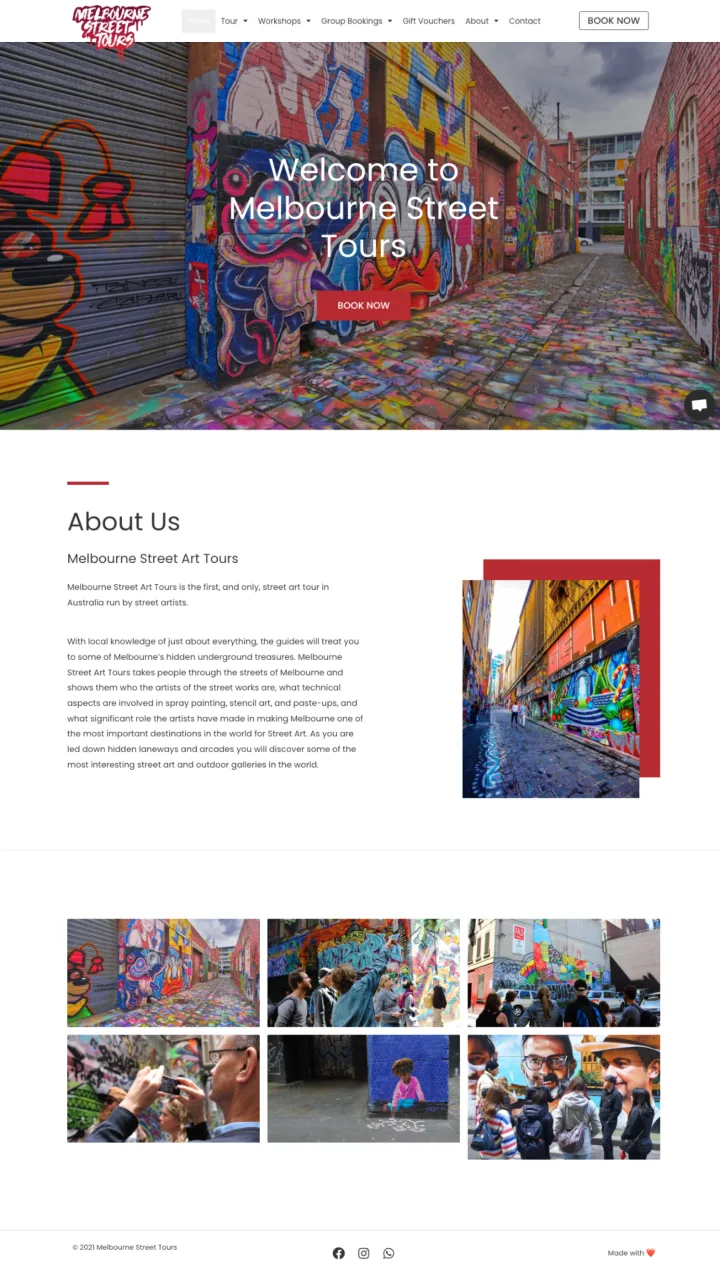 MELBOURNE
STREET
TOURS
Home
Tour
Workshops
Group Bookings
Gift Vouchers
About
Contact
BOOK NOW
Welcome to
Melbourne Street
Tours
BOOK NOW
About Us
Melbourne Street Art Tours
Melbourne Street Art Tours is the first, and only, street art tour in
Australia run by street artists.
With local knowledge of just about everything, the guides will treat you
to some of Melbourne’s hidden underground treasures. Melbourne
Street Art Tours takes people through the streets of Melbourne and
shows them who the artists of the street works are, what technical
aspects are involved in spray painting, stencil art, and paste-ups, and
what significant role the artists have made in making Melbourne one of
the most important destinations in the world for Street Art. As you are
led down hidden laneways and arcades you will discover some of the
most interesting street art and outdoor galleries in the world.
© 2021 Melbourne Street Tours
Made with ❤️